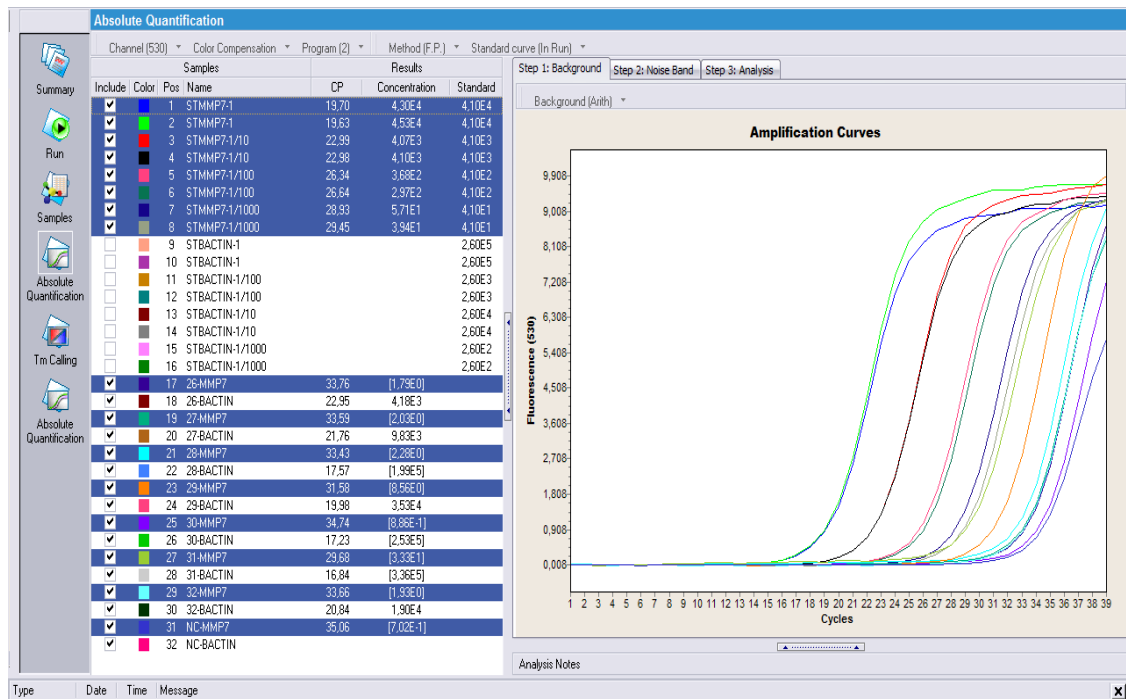 Absolute Quantification
Channel (530) Color Compensation Program (2) Method (F.P.) Standard curve (In Run)
Summary
Run
Samples
Absolute
Quantification
Tm Calling
Absolute
Quantification
Samples Results
Include Color Pos Name CP Concentration Standard
1 STMMP7-1 19,70 4,30E4 4,10E4
2 STMMP7-1 19,63 4,53E4 4,10E4
3 STMMP7-1/10 22,99 4,07E3 4,10E3
4 STMMP7-1/10 22,98 4,10E3 4,10E3
5 STMMP7-1/100 26,34 3,68E2 4,10E2
6 STMMP7-1/100 26,64 2,97E2 4,10E2
7 STMMP7-1/1000 28,93 5,71E1 4,10E1
8 STMMP7-1/1000 29,45 3,94E1 4,10E1
9 STBACTIN-1 2,60E5
10 STBACTIN-1 2,60E5
11 STBACTIN-1/100 2,60E3
12 STBACTIN-1/100 2,60E3
13 STBACTIN-1/10 2,60E4
14 STBACTIN-1/10 2,60E4
15 STBACTIN-1/1000 2,60E2
16 STBACTIN-1/1000 2,60E2
17 26-MMP7 33,76 [1,79E0]
18 26-BACTIN 22,95 4,18E3
19 27-MMP7 33,59 [2,03E0]
20 27-BACTIN 21,76 9,83E3
21 28-MMP7 33,43 [2,28E0]
22 28-BACTIN 17,57 [1,99E5]
23 29-MMP7 31,58 [8,56E0]
24 29-BACTIN 19,98 3,53E4
25 30-MMP7 34,74 [8,86E-1]
26 30-BACTIN 17,23 [2,53E5]
27 31-MMP7 29,68 [3,33E1]
28 31-BACTIN 16,84 [3,36E5]
29 32-MMP7 33,66 [1,93E0]
30 32-BACTIN 20,84 1,90E4
31 NC-MMP7 35,06 [7,02E-1]
32 NC-BACTIN
Step 1: Background Step 2: Noise Band Step 3: Analysis
Background (Arith)
Amplification Curves
Fluorescence (530)
9,908
9,008
8,108
7,208
6,308
5,408
4,508
3,608
2,708
1,808
0,908
0,008
1 2 3 4 5 6 7 8 9 10 11 12 13 14 15 16 17 18 19 20 21 22 23 24 25 26 27 28 29 30 31 32 33 34 35 36 37 38 39
Cycles
Analysis Notes
Type Date Time Message